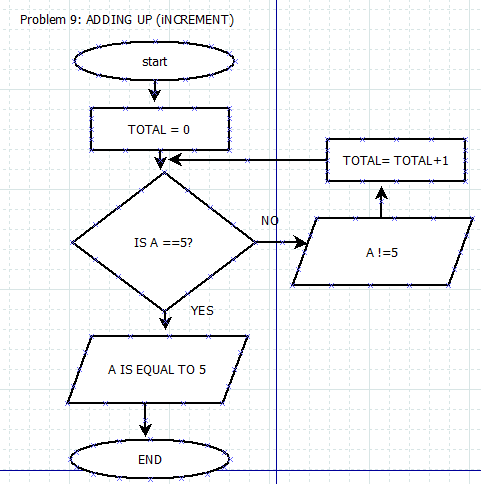 Problem 9: ADDING UP (iNCREMENT)
start
TOTAL = 0
TOTAL= TOTAL+1
IS A ==5?
NO
A !=5
YES
A IS EQUAL TO 5
END